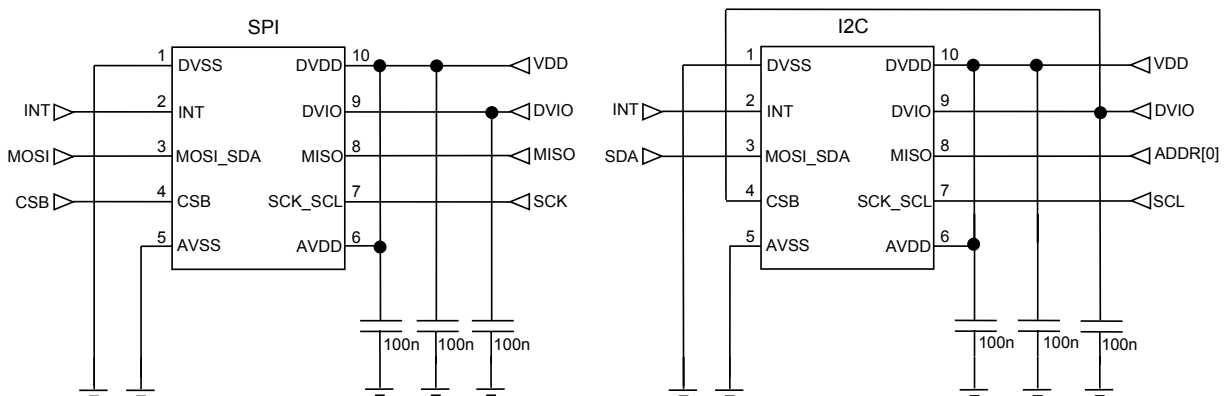 SPI
1 DVSS DVDD 10 VDD
INT 2 INT DVIO 9 DVIO
MOSI 3 MOSI_SDA MISO 8 MISO
CSB 4 CSB SCK_SCL 7 SCK
5 AVSS AVDD 6
100n 100n 100n
I2C
1 DVSS DVDD 10 VDD
INT 2 INT DVIO 9 DVIO
SDA 3 MOSI_SDA MISO 8 ADDR[0]
4 CSB SCK_SCL 7 SCL
5 AVSS AVDD 6
100n 100n 100n